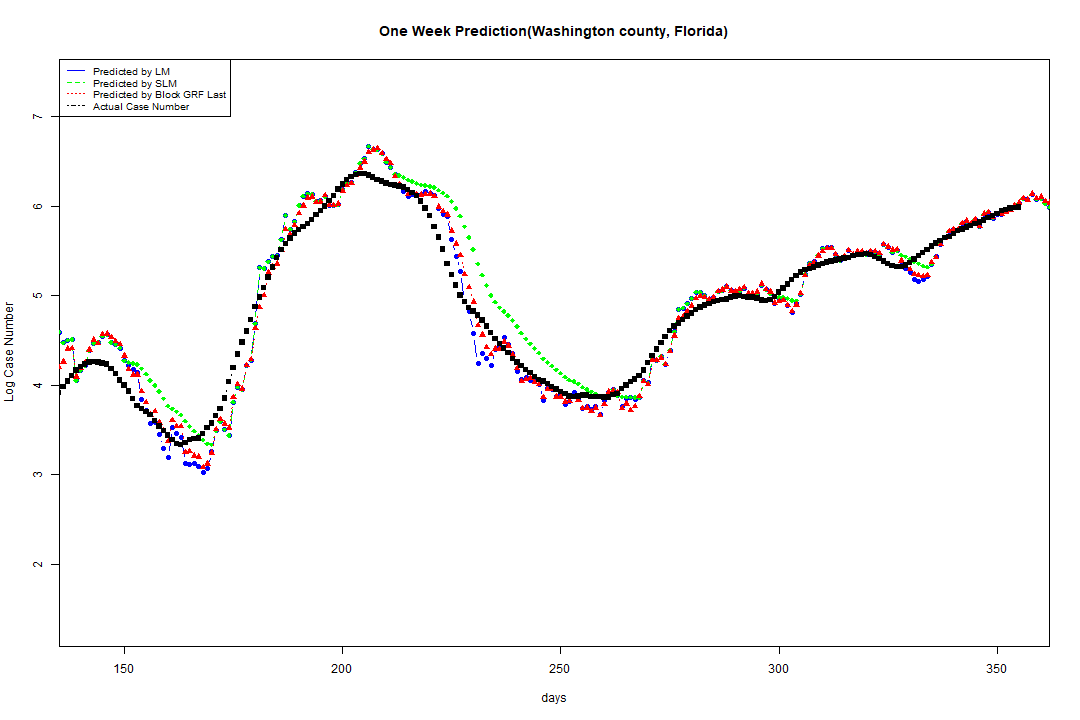 One Week Prediction(Washington county, Florida)
Predicted by LM
Predicted by SLM
Predicted by Block GRF Last
Actual Case Number
7
6
5
4
3
2
Log Case Number
150 200 250 300 350
days